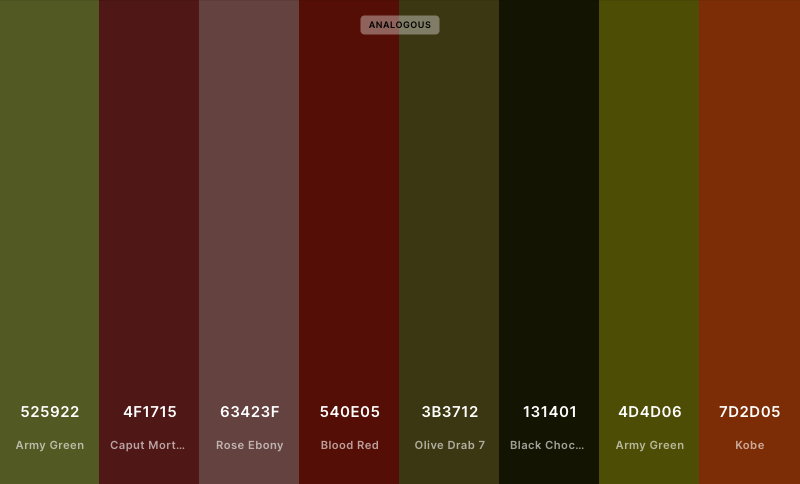 ANALOGOUS
525922
Army Green
4F1715
Caput Mort...
63423F
Rose Ebony
540E05
Blood Red
3B3712
Olive Drab 7
131401
Black Choc...
4D4D06
Army Green
7D2D05
Kobe